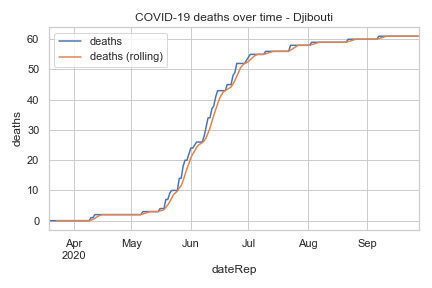 COVID-19 deaths over time - Djibouti
deaths
deaths (rolling)
60
50
40
30
20
10
0
deaths
Apr
2020
May
Jun
Jul
Aug
Sep
dateRep